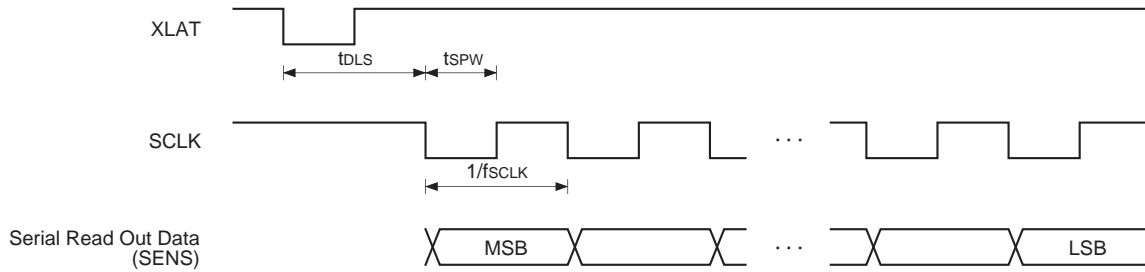 XLAT
tDLS
tSPW
SCLK
...
1/fSCLK
Serial Read Out Data
(SENS)
MSB
...
LSB